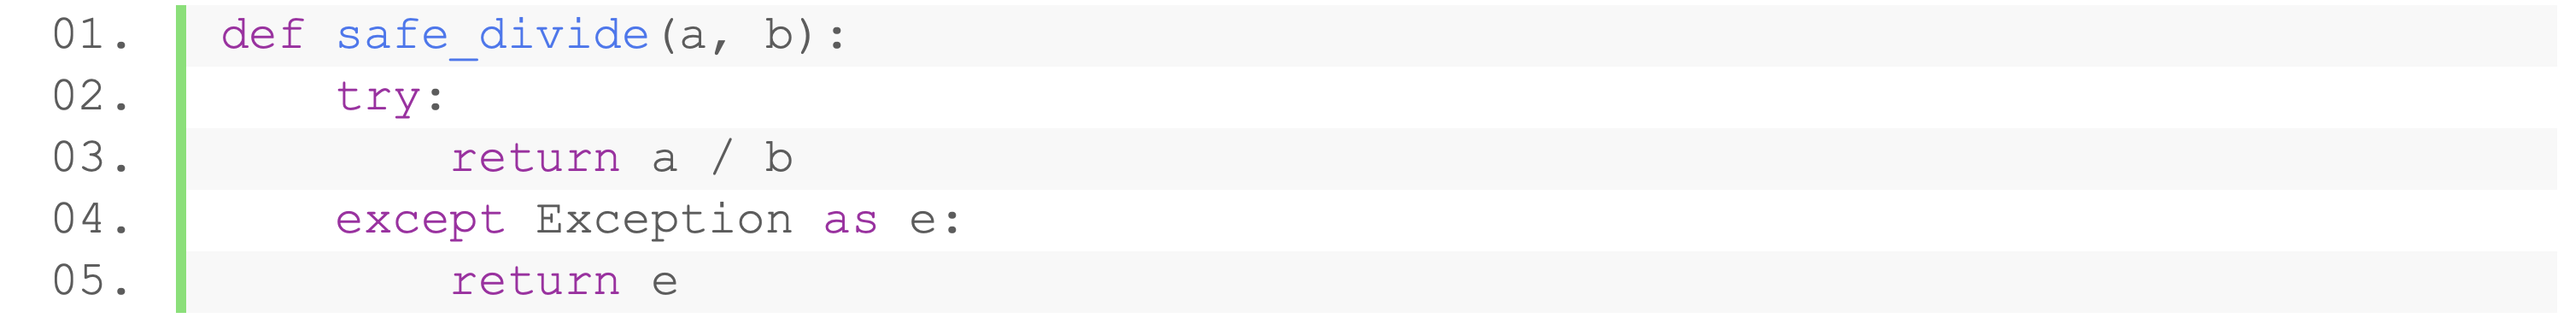 01. def safe_divide(a, b):
02.     try:
03.         return a / b
04.     except Exception as e:
05.         return e